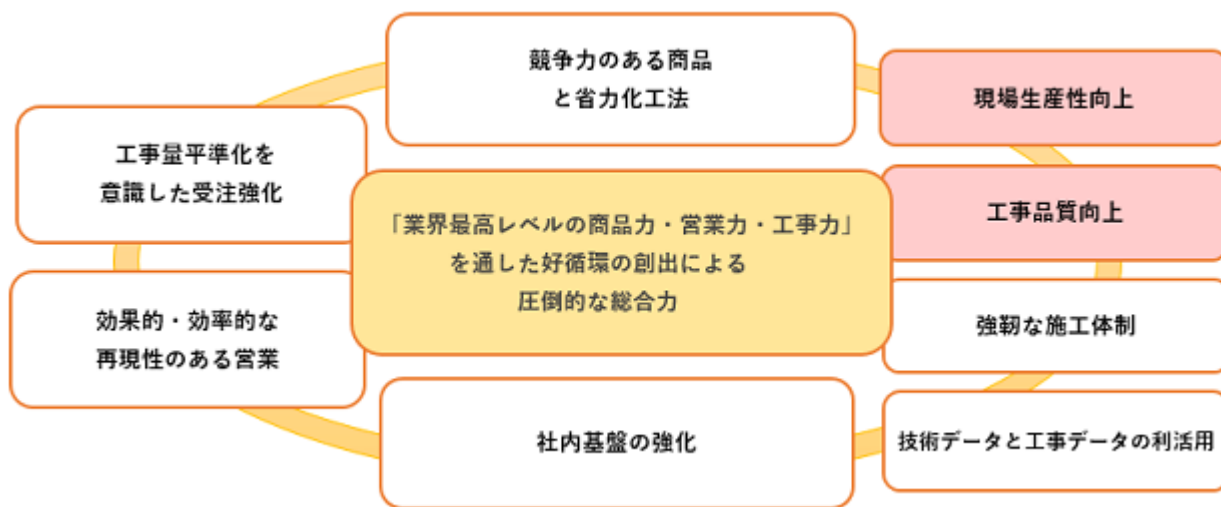 競争力のある商品
と省力化工法
現場生産性向上
工事量平準化を
意識した受注強化
工事品質向上
「業界最高レベルの商品力・営業力・工事力」
を通した好循環の創出による
圧倒的な総合力
効果的・効率的な
再現性のある営業
強靭な施工体制
社内基盤の強化
技術データと工事データの利活用